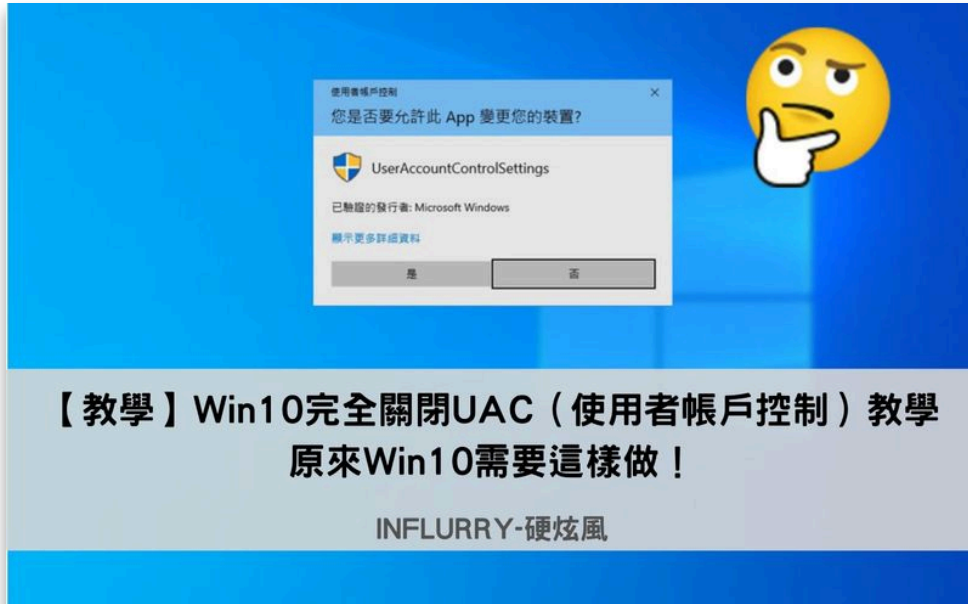 使用者帳戶控制
您是否要允許此 App 變更您的裝置?
UserAccountControlSettings
已驗證的發行者: Microsoft Windows
顯示更多詳細資料
是
否
【教學】Win10完全關閉UAC（使用者帳戶控制）教學
原來Win10需要這樣做！
INFLURRY-硬炫風